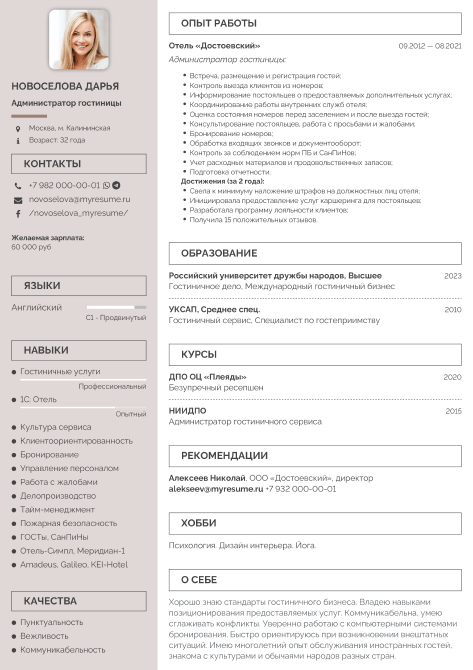 НОВОСЕЛОВА ДАРЬЯ
Администратор гостиницы
Москва, м. Калининская
Возраст: 32 года
КОНТАКТЫ
+7 982 000-00-01
novoselova@myresume.ru
/novoselova_myresume/
Желаемая зарплата:
60 000 руб
ЯЗЫКИ
Английский
C1 - Продвинутый
НАВЫКИ
Гостиничные услуги
Профессиональный
1С: Отель
Опытный
Культура сервиса
Клиентоориентированность
Бронирование
Управление персоналом
Работа с жалобами
Делопроизводство
Тайм-менеджмент
Пожарная безопасность
ГОСТы, СанПиНы
Отель-Симпл, Меридиан-1
Amadeus, Galileo, KEI-Hotel
КАЧЕСТВА
Пунктуальность
Вежливость
Коммуникабельность
ОПЫТ РАБОТЫ
Отель «Достоевский» 09.2012 — 08.2021
Администратор гостиницы:
Встреча, размещение и регистрация гостей;
Контроль выезда клиентов из номеров;
Информирование постояльцев о предоставляемых дополнительных услугах;
Координирование работы внутренних служб отеля;
Оценка состояния номеров перед заселением и после выезда гостей;
Консультирование постояльцев, работа с просьбами и жалобами;
Бронирование номеров;
Обработка входящих звонков и документооборот;
Контроль за соблюдением норм ПБ и СанПиНов;
Учет расходных материалов и продовольственных запасов;
Подготовка отчетности.
Достижения (за 2 года):
Свела к минимуму наложение штрафов на должностных лиц отеля;
Инициировала предоставление услуг каршеринга для постояльцев;
Разработала программу лояльности клиентов;
Получила 15 положительных отзывов.
ОБРАЗОВАНИЕ
Российский университет дружбы народов, Высшее 2023
Гостиничное дело, Международный гостиничный бизнес
УКСАП, Среднее спец. 2010
Гостиничный сервис, Специалист по гостеприимству
КУРСЫ
ДПО ОЦ «Плеяды» 2020
Безупречный ресепшен
НИИДПО 2015
Администратор гостиничного сервиса
РЕКОМЕНДАЦИИ
Алексеев Николай, ООО «Достоевский», директор
alekseev@myresume.ru +7 932 000-00-01
ХОББИ
Психология. Дизайн интерьера. Йога.
О СЕБЕ
Хорошо знаю стандарты гостиничного бизнеса. Владею навыками
позиционирования предоставляемых услуг. Коммуникабельна, умею
сглаживать конфликты. Уверенно работаю с компьютерными системами
бронирования. Быстро ориентируюсь при возникновении внештатных
ситуаций. Имею многолетний опыт обслуживания иностранных гостей,
знакома с культурами и обычаями народов разных стран.